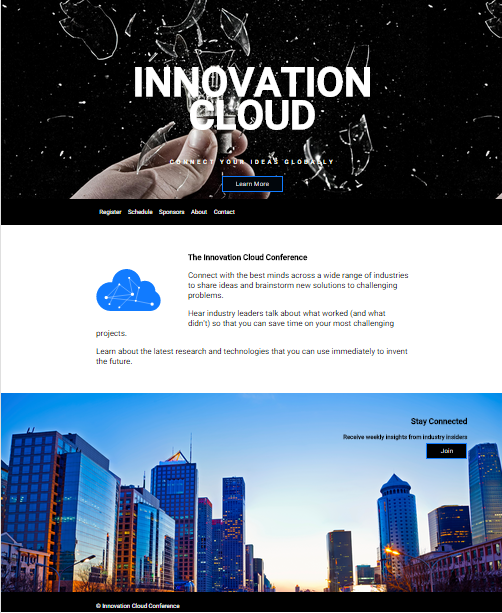 INNOVATION
CLOUD
CONNECT YOUR IDEAS GLOBALLY
Learn More
Register Schedule Sponsors About Contact
The Innovation Cloud Conference
Connect with the best minds across a wide range of industries
to share ideas and brainstorm new solutions to challenging
problems.
Hear industry leaders talk about what worked (and what
didn't) so that you can save time on your most challenging
projects.
Learn about the latest research and technologies that you can use immediately to invent
the future.
Stay Connected
Receive weekly insights from industry insiders
Join
© Innovation Cloud Conference